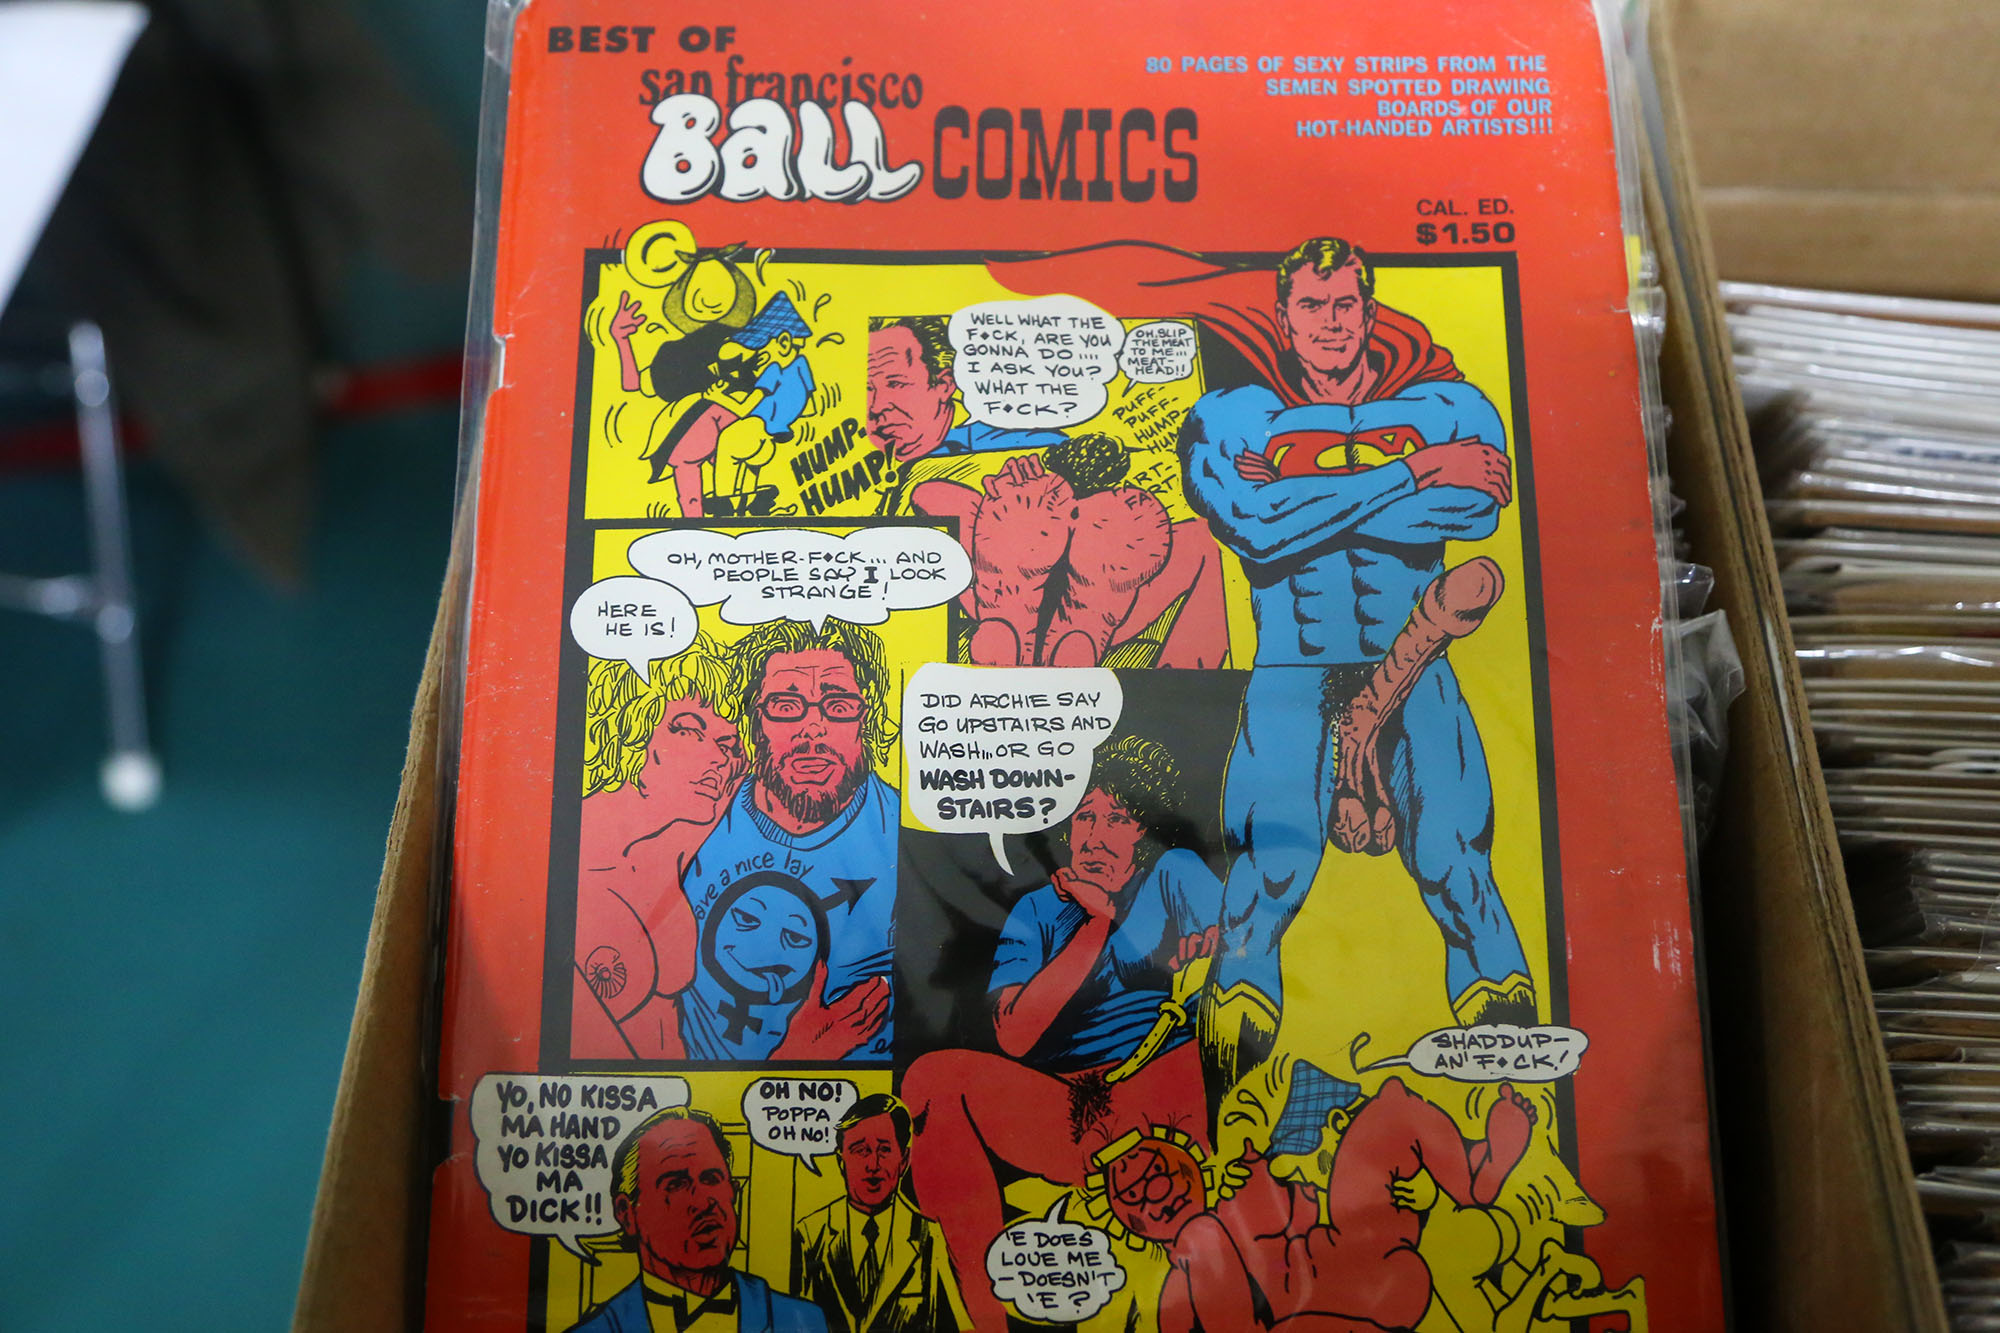 BEST OF
san francisco
Ball COMICS
80 PAGES OF SEXY STRIPS FROM THE
SEMEN SPOTTED DRAWING
BOARDS OF OUR
HOT-HANDED ARTISTS!!!
CAL. ED.
$1.50
C
HUMP-
HUMP!
WELL WHAT THE
F♦CK, ARE YOU
GONNA DO....
I ASK YOU?
WHAT THE
F♦CK?
OH, SLIP
THE MEAT
TO ME...
MEAT-
HEAD!!
PUFF-
PUFF-
HUMP-
FART
OH, MOTHER-F♦CK... AND
PEOPLE SAY I LOOK
STRANGE!
HERE
HE IS!
ave a nice lay
DID ARCHIE SAY
GO UPSTAIRS AND
WASH... OR GO
WASH DOWN-
STAIRS?
YO, NO KISSA
MA HAND
YO KISSA
MA
DICK!!
OH NO!
POPPA
OH NO!
SHADDUP-
AN' F♦CK!
'E DOES
LOVE ME
-DOESN'T
'E?